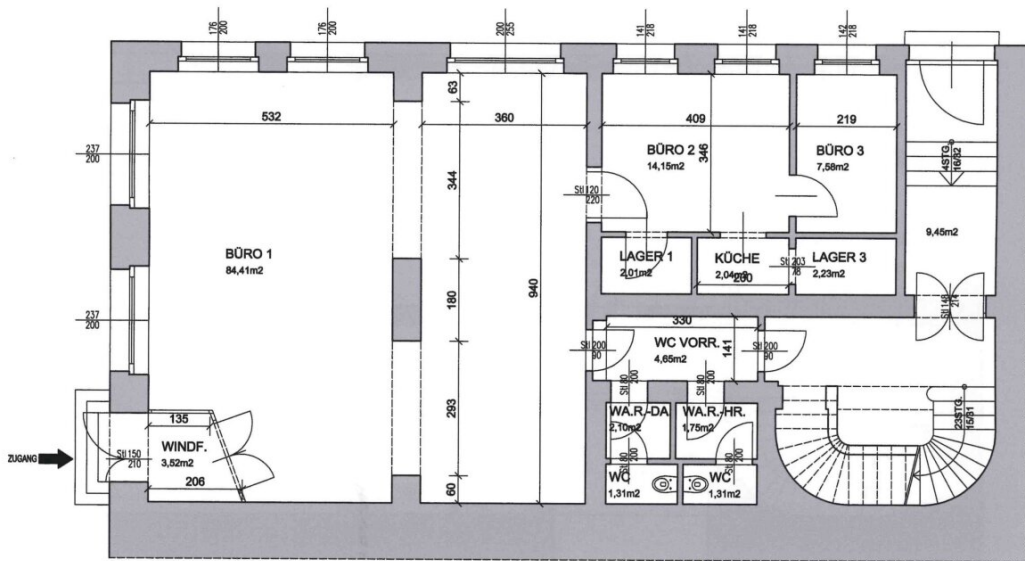 176
200
176
200
200
255
141
218
141
218
142
218
63
532
360
409
219
237
200
BÜRO 2
14,15m2
346
BÜRO 3
7,58m2
4STG.
16/32
344
Stl 120
220
9,45m2
BÜRO 1
84,41m2
LAGER 1
2,01m2
KÜCHE
2,04m2
200
Stl 203
78
LAGER 3
2,23m2
940
180
237
200
Stl 148
214
330
Stl 200
90
WC VORR.
4,65m2
141
Stl 200
90
Stl 80
200
Stl 80
200
23STG.
15/31
135
293
WA.R.-DA.
2,10m2
WA.R.-HR.
1,75m2
ZUGANG
Stl 150
210
WINDF.
3,52m2
206
Stl 80
200
Stl 80
200
60
WC
1,31m2
WC
1,31m2